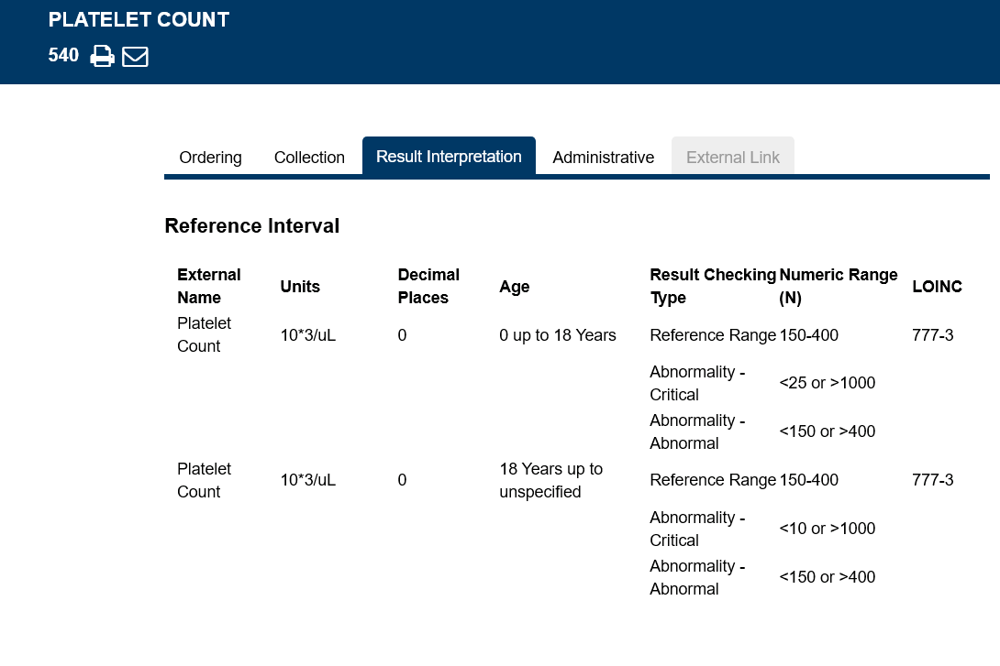 PLATELET COUNT
540
Ordering Collection Result Interpretation Administrative External Link
Reference Interval
External Name Units Decimal Places Age Result Checking Type Numeric Range (N) LOINC
Platelet Count 10*3/uL 0 0 up to 18 Years Reference Range 150-400 777-3
Abnormality - Critical <25 or >1000
Abnormality - Abnormal <150 or >400
Platelet Count 10*3/uL 0 18 Years up to unspecified Reference Range 150-400 777-3
Abnormality - Critical <10 or >1000
Abnormality - Abnormal <150 or >400